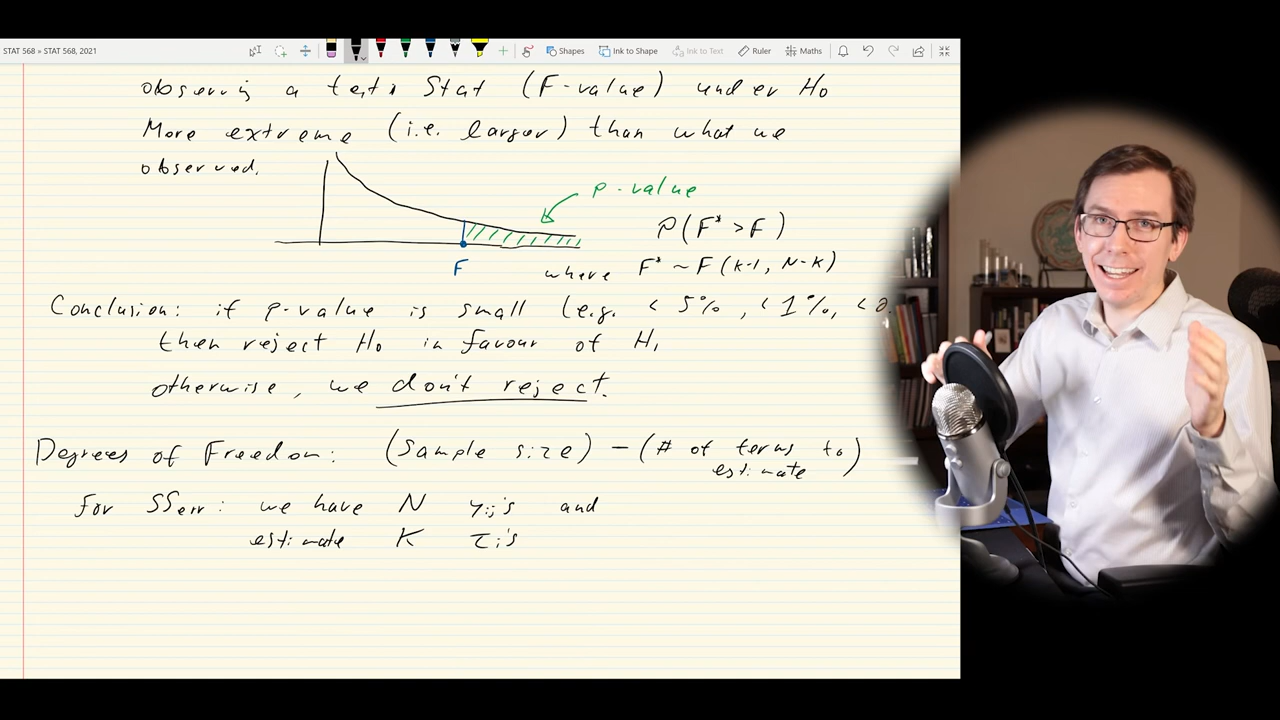 STAT 568 » STAT 568, 2021
Shapes Ink to Shape Ink to Text Ruler Maths
observing a test Stat (F-value) under H₀
More extreme (i.e. larger) than what we
observed.
p-value
P(F* > F)
F
where F* ~ F(k-1, N-k)
Conclusion: if p-value is small (e.g. < 5%, < 1%, < 0.
then reject H₀ in favour of H₁
otherwise, we don't reject.
Degrees of Freedom: (Sample size) - (# of terms to
estimate)
for SSerr: we have N yᵢⱼ's and
estimate K τᵢ's